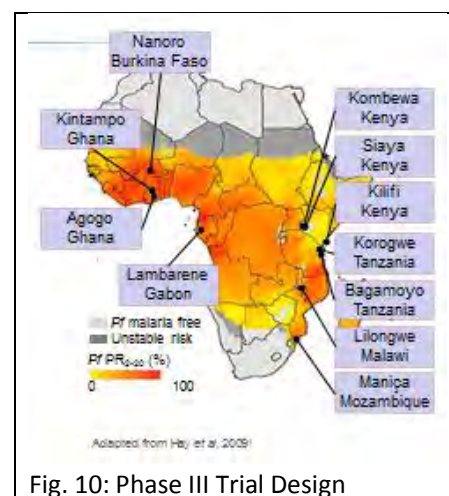 Nanoro
Burkina Faso
Kintampo
Ghana
Agogo
Ghana
Lambarene
Gabon
Kombewa
Kenya
Siaya
Kenya
Kilifi
Kenya
Korogwe
Tanzania
Bagamoyo
Tanzania
Lilongwe
Malawi
Maniça
Mozambique
Pf malaria free
Unstable risk
Pf PR2-10 (%)
0 100
Adapted from Hay et al, 2009
Fig. 10: Phase III Trial Design